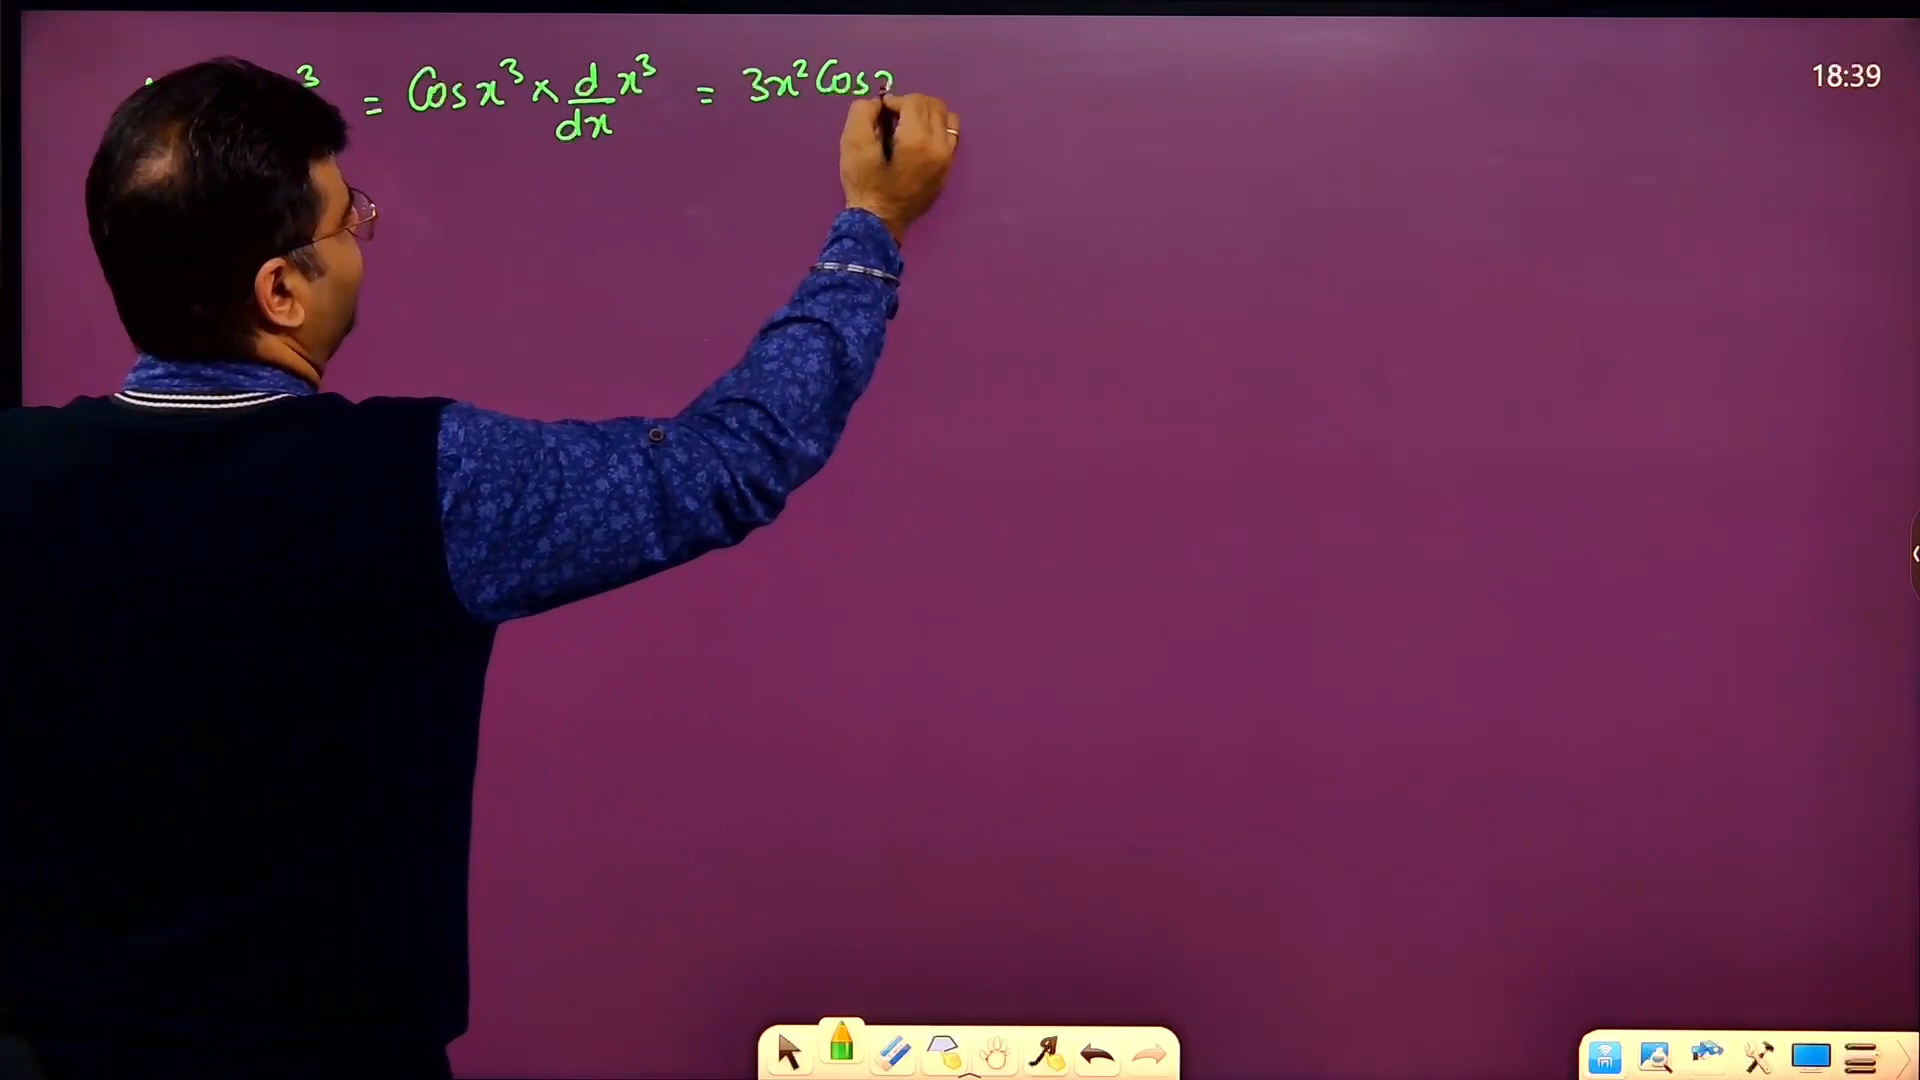 3 = Cos x³ × d/dx x³ = 3x² Cos
18:39